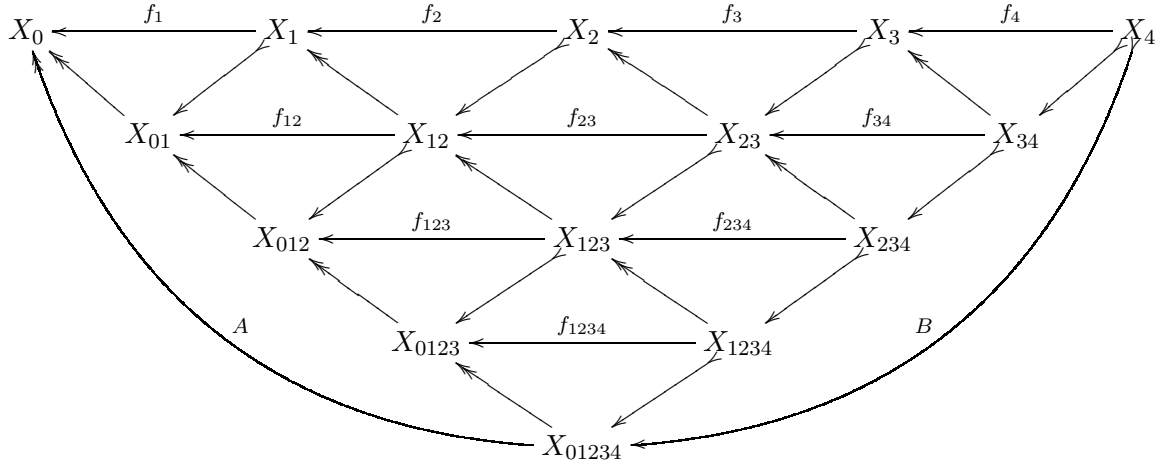 f₁ f₂ f₃ f₄
X₀ X₁ X₂ X₃ X₄
f₁₂ f₂₃ f₃₄
X₀₁ X₁₂ X₂₃ X₃₄
f₁₂₃ f₂₃₄
X₀₁₂ X₁₂₃ X₂₃₄
A f₁₂₃₄ B
X₀₁₂₃ X₁₂₃₄
X₀₁₂₃₄